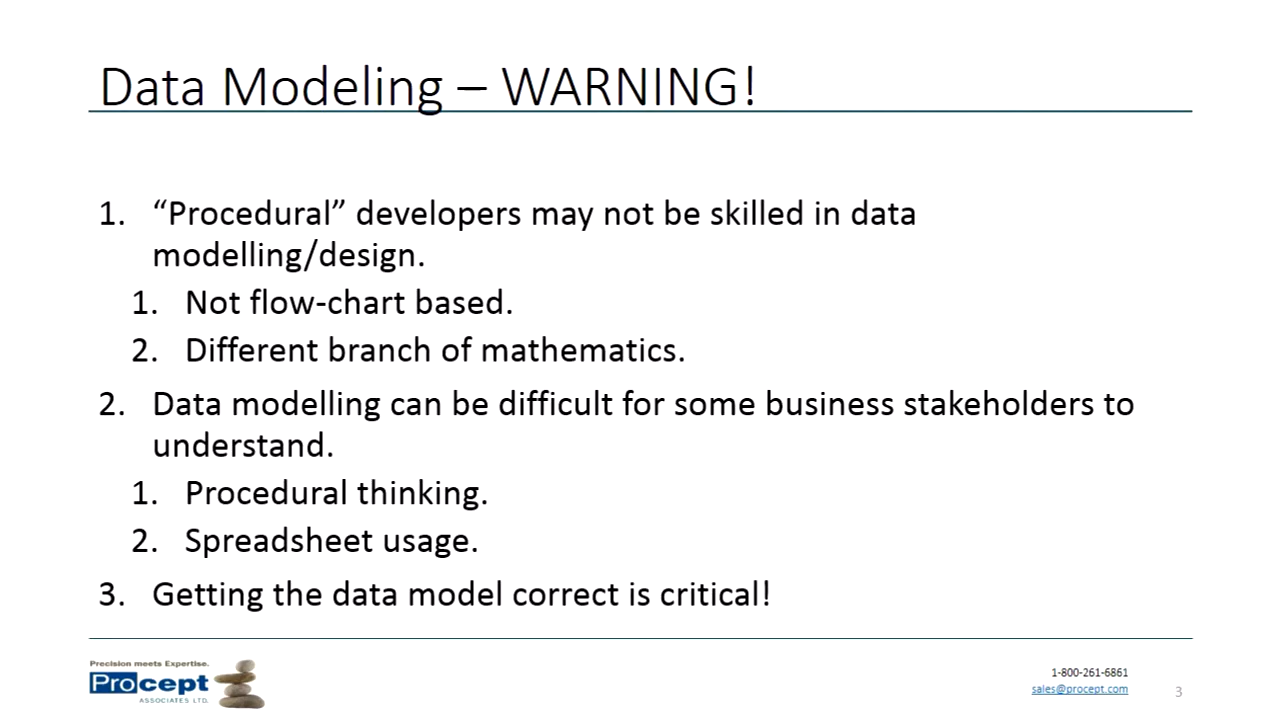 Data Modeling – WARNING!
1. “Procedural” developers may not be skilled in data
modelling/design.
1. Not flow-chart based.
2. Different branch of mathematics.
2. Data modelling can be difficult for some business stakeholders to
understand.
1. Procedural thinking.
2. Spreadsheet usage.
3. Getting the data model correct is critical!
Precision meets Expertise.
Procept
ASSOCIATES LTD.
1-800-261-6861
sales@procept.com
3